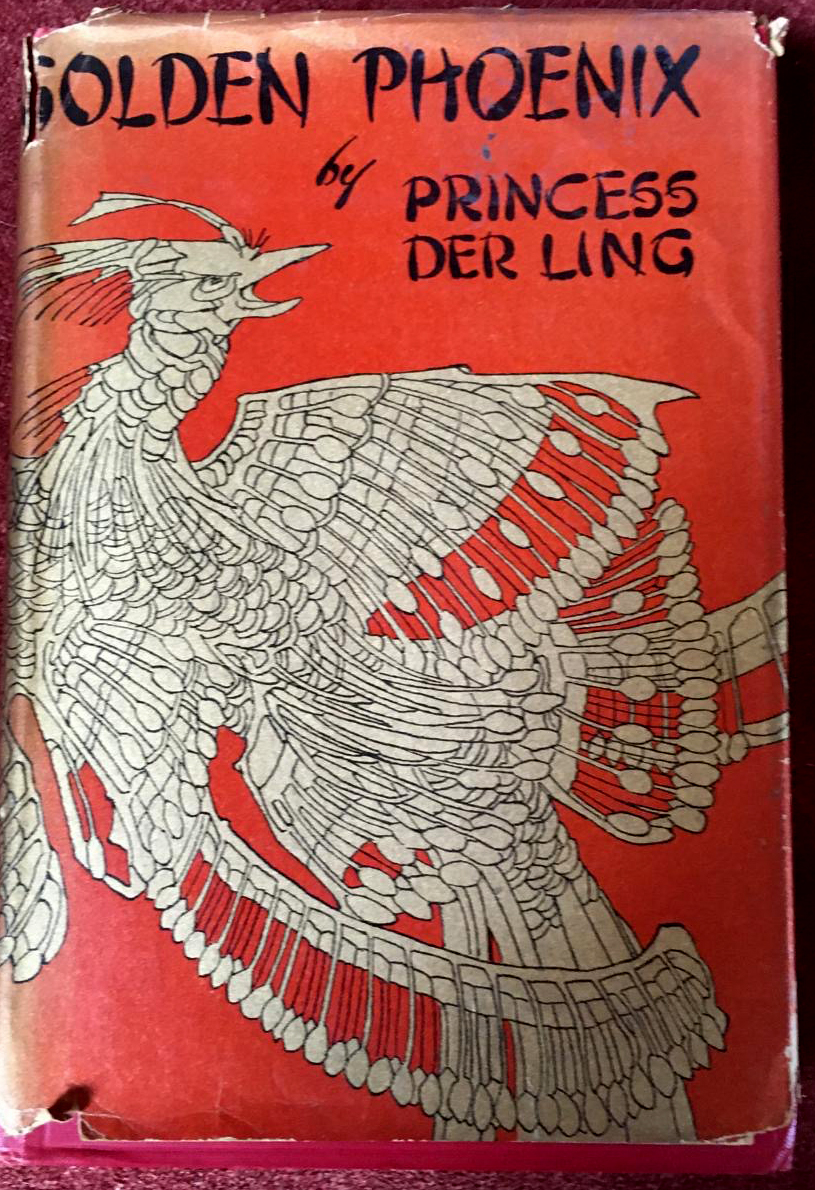 GOLDEN PHOENIX
by
PRINCESS
DER LING